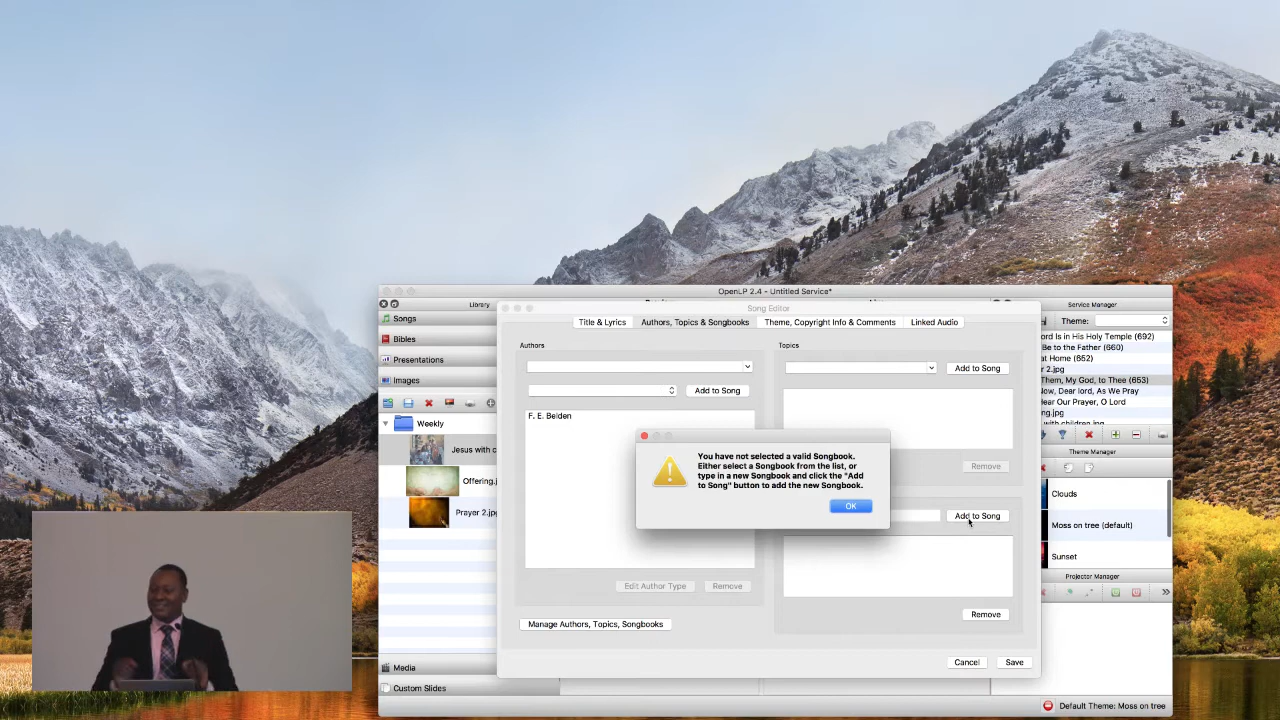 OpenLP 2.4 - Untitled Service*
Library
Service Manager
Song Editor
Songs
Bibles
Presentations
Images
Weekly
Jesus with c
Offering.j
Prayer 2.jpg
Media
Custom Slides
Title & Lyrics
Authors, Topics & Songbooks
Theme, Copyright Info & Comments
Linked Audio
Authors
Add to Song
F. E. Belden
Edit Author Type
Remove
Manage Authors, Topics, Songbooks
Topics
Add to Song
Remove
You have not selected a valid Songbook.
Either select a Songbook from the list, or
type in a new Songbook and click the "Add
to Song" button to add the new Songbook.
OK
Add to Song
Remove
Cancel
Save
Theme:
ord Is in His Holy Temple (692)
Be to the Father (660)
at Home (682)
r 2.jpg
Them, My God, to Thee (653)
Now, Dear lord, As We Pray
Hear Our Prayer, O Lord
ng.jpg
with children.jpg
Theme Manager
Clouds
Moss on tree (default)
Sunset
Projector Manager
Default Theme: Moss on tree